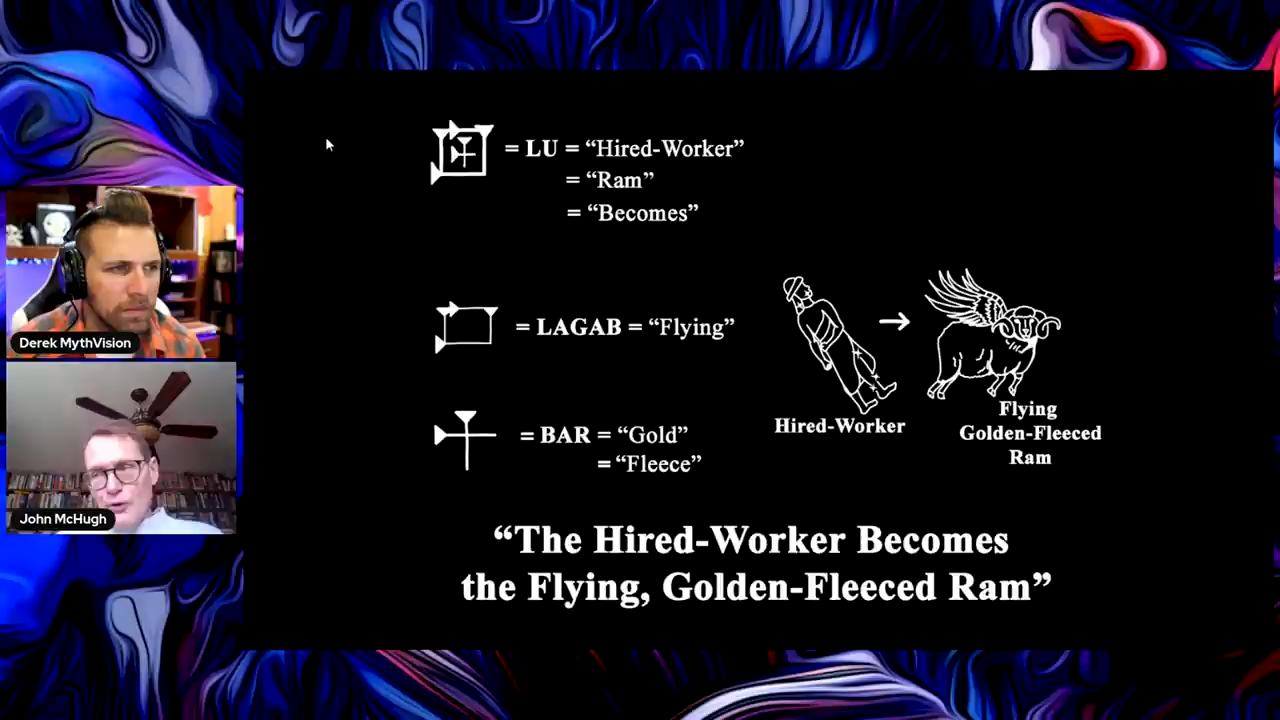 = LU = “Hired-Worker”
= “Ram”
= “Becomes”
= LAGAB = “Flying”
= BAR = “Gold”
= “Fleece”
Hired-Worker
Flying
Golden-Fleeced
Ram
“The Hired-Worker Becomes
the Flying, Golden-Fleeced Ram”
Derek MythVision
John McHugh